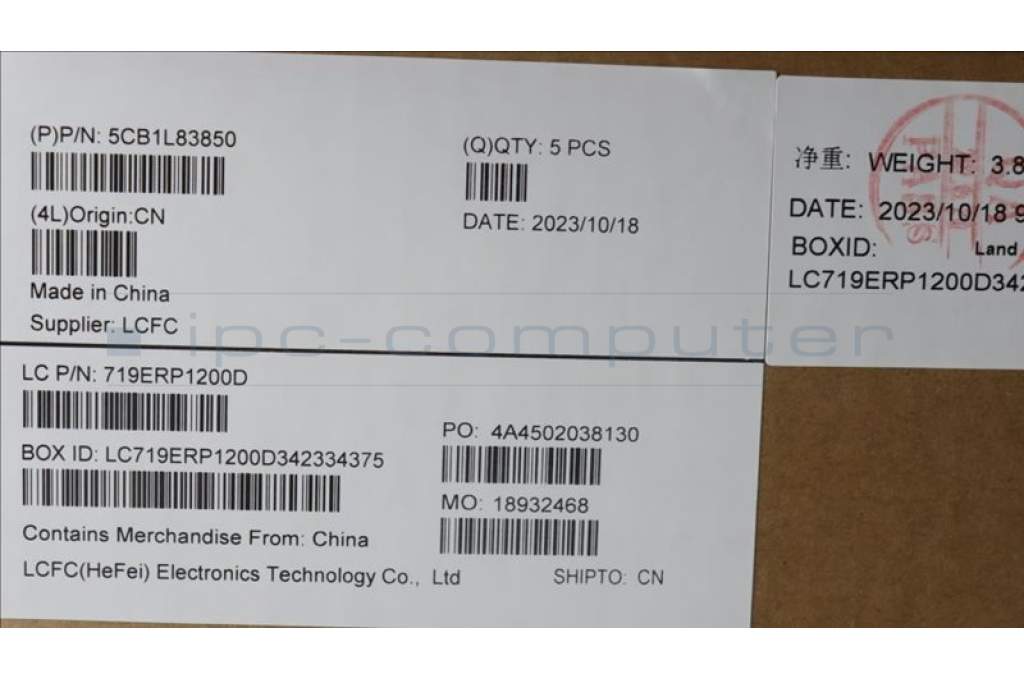 (P)P/N: 5CB1L83850
(Q)QTY: 5 PCS
(4L)Origin:CN
DATE: 2023/10/18
Made in China
Supplier: LCFC
净重: WEIGHT: 3.8
DATE: 2023/10/18 9
BOXID: Land
LC719ERP1200D342
ipc-computer
LC P/N: 719ERP1200D
BOX ID: LC719ERP1200D342334375
PO: 4A4502038130
MO: 18932468
Contains Merchandise From: China
LCFC(HeFei) Electronics Technology Co., Ltd
SHIPTO: CN